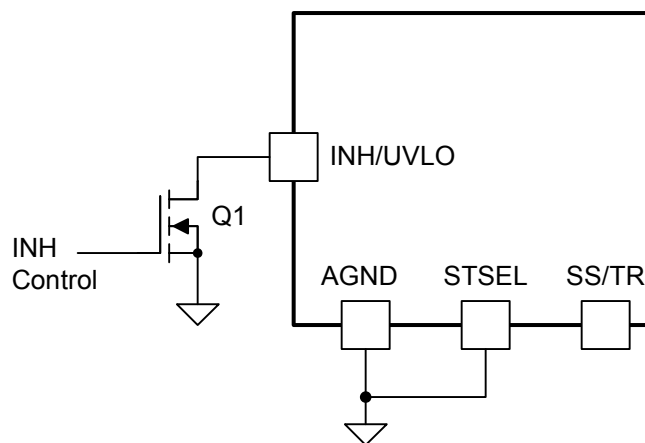 INH/UVLO
Q1
INH
Control
AGND
STSEL
SS/TR